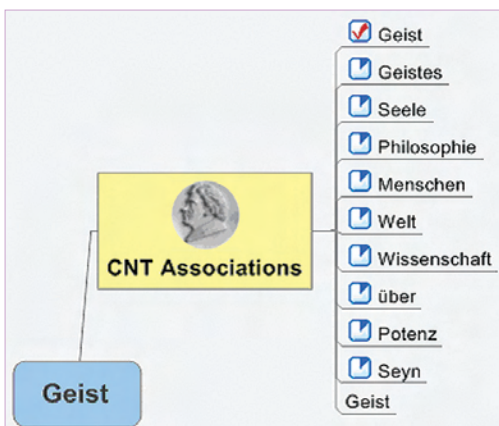 Geist
Geistes
Seele
Philosophie
Menschen
Welt
CNT Associations
Wissenschaft
über
Potenz
Seyn
Geist
Geist